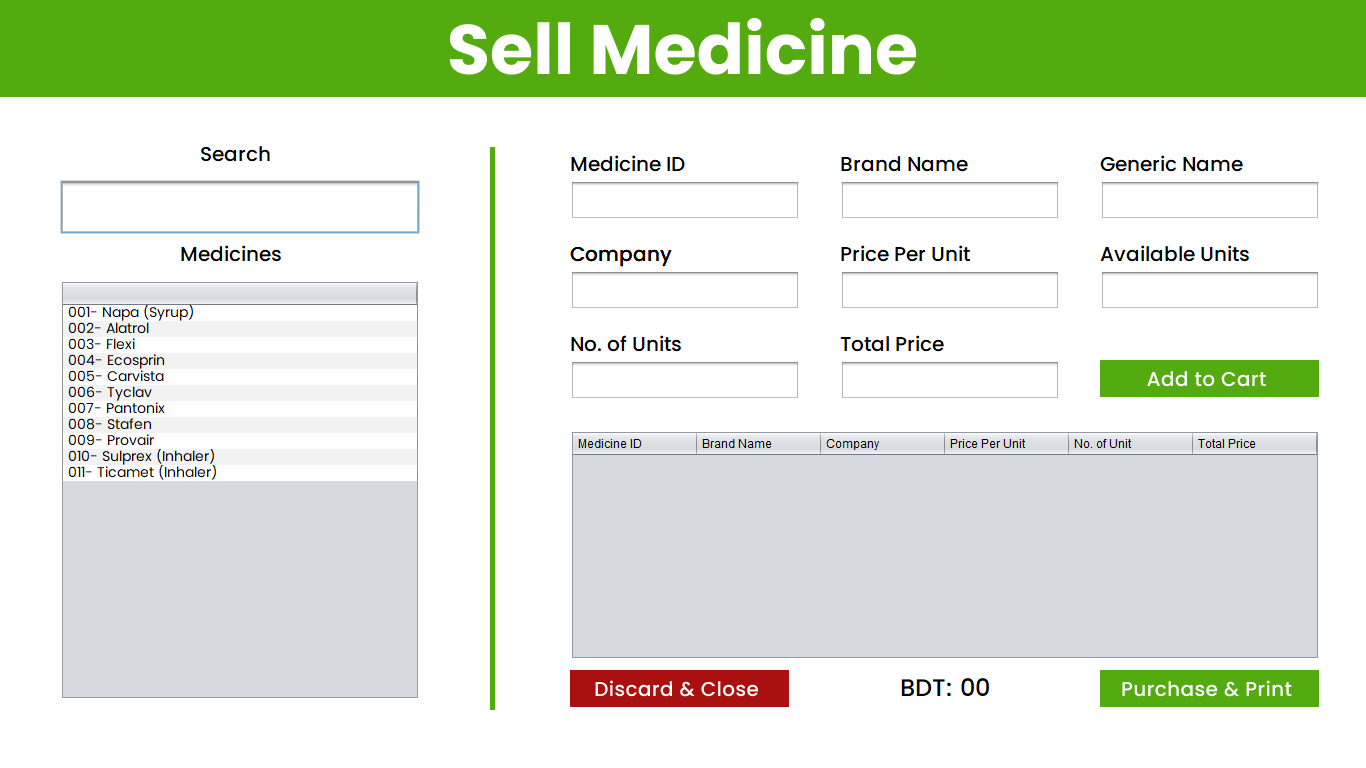 Sell Medicine
Search
Medicines
001- Napa (Syrup)
002- Alatrol
003- Flexi
004- Ecosprin
005- Carvista
006- Tyclav
007- Pantonix
008- Stafen
009- Provair
010- Sulprex (Inhaler)
011- Ticamet (Inhaler)
Medicine ID Brand Name Generic Name
Company Price Per Unit Available Units
No. of Units Total Price
Add to Cart
Medicine ID Brand Name Company Price Per Unit No. of Unit Total Price
Discard & Close BDT: 00 Purchase & Print